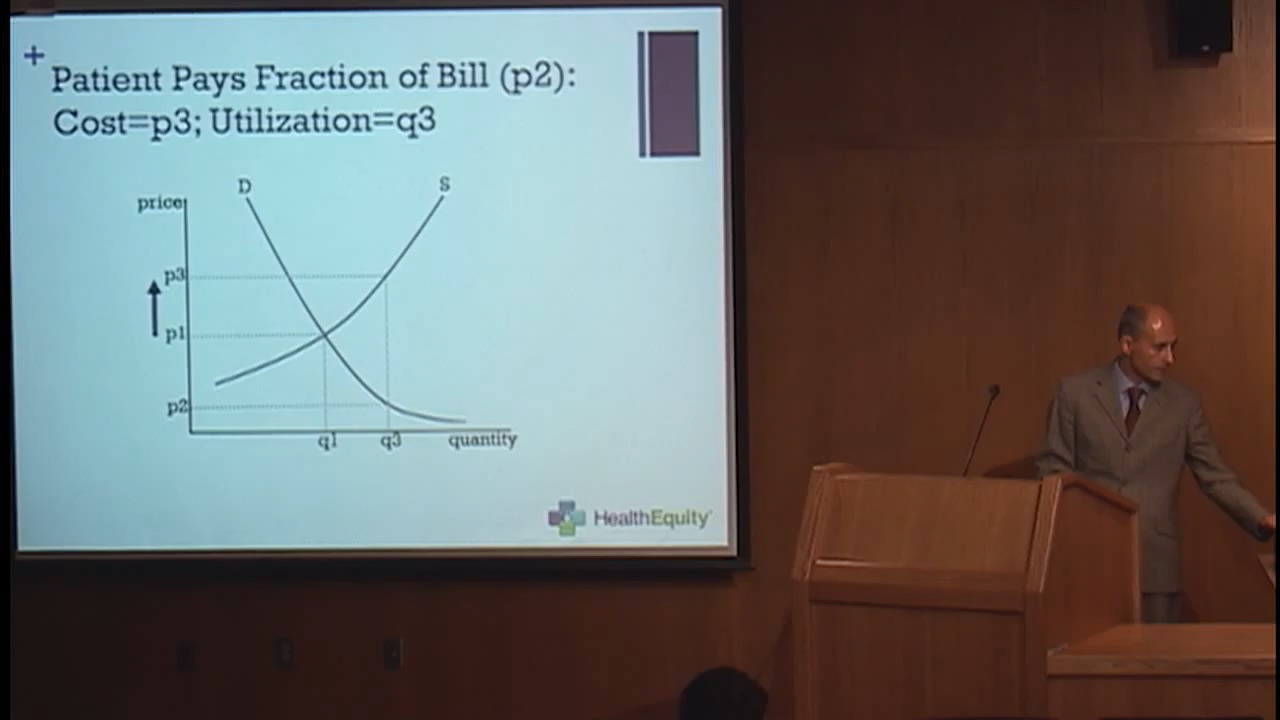 +
Patient Pays Fraction of Bill (p2):
Cost=p3; Utilization=q3
D
S
price
p3
p1
p2
q1
q3
quantity
HealthEquity